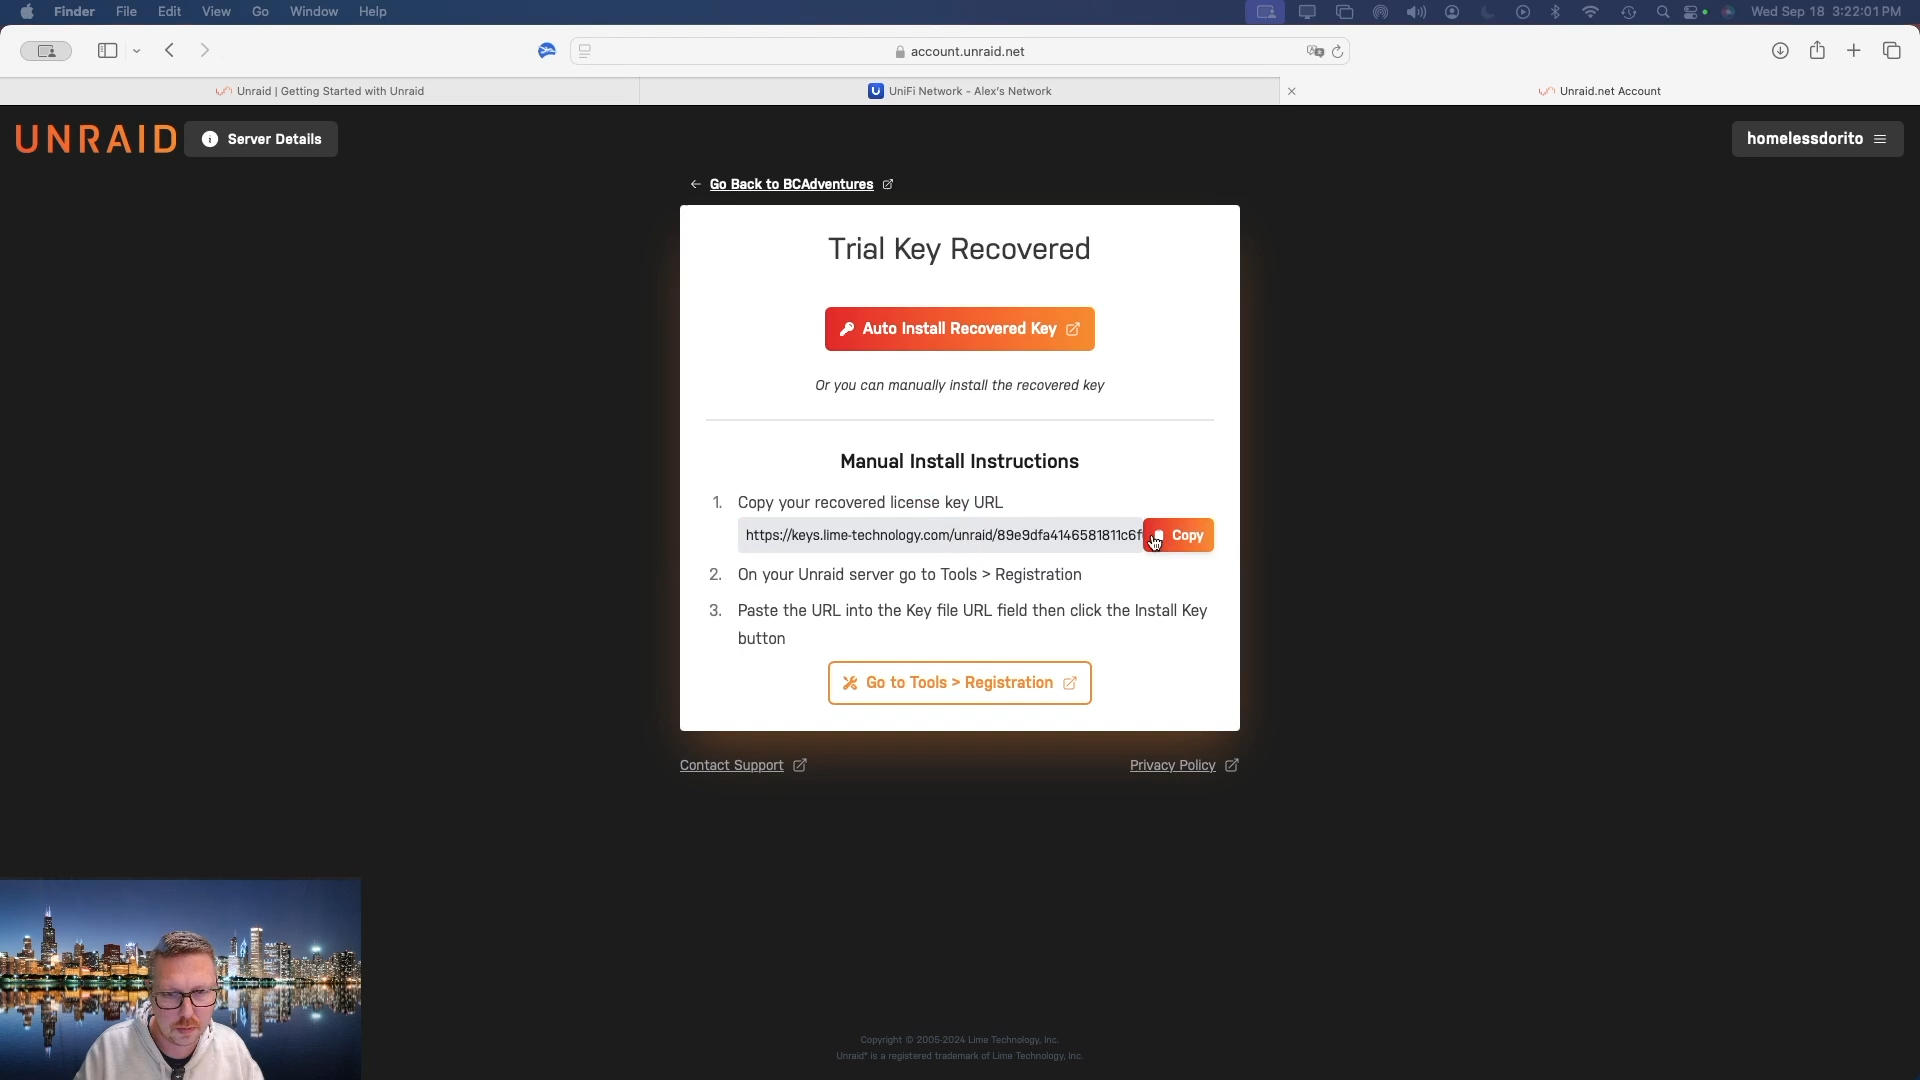 Finder File Edit View Go Window Help
Wed Sep 18 3:22:01 PM
account.unraid.net
Unraid | Getting Started with Unraid
UniFi Network - Alex's Network
Unraid.net Account
UNRAID
Server Details
homelessdorito
Go Back to BCAdventures
Trial Key Recovered
Auto Install Recovered Key
Or you can manually install the recovered key
Manual Install Instructions
1. Copy your recovered license key URL
https://keys.lime-technology.com/unraid/89e9dfa4146581811c6f
Copy
2. On your Unraid server go to Tools > Registration
3. Paste the URL into the Key file URL field then click the Install Key
button
Go to Tools > Registration
Contact Support
Privacy Policy
Copyright © 2005-2024 Lime Technology, Inc.
Unraid® is a registered trademark of Lime Technology, Inc.